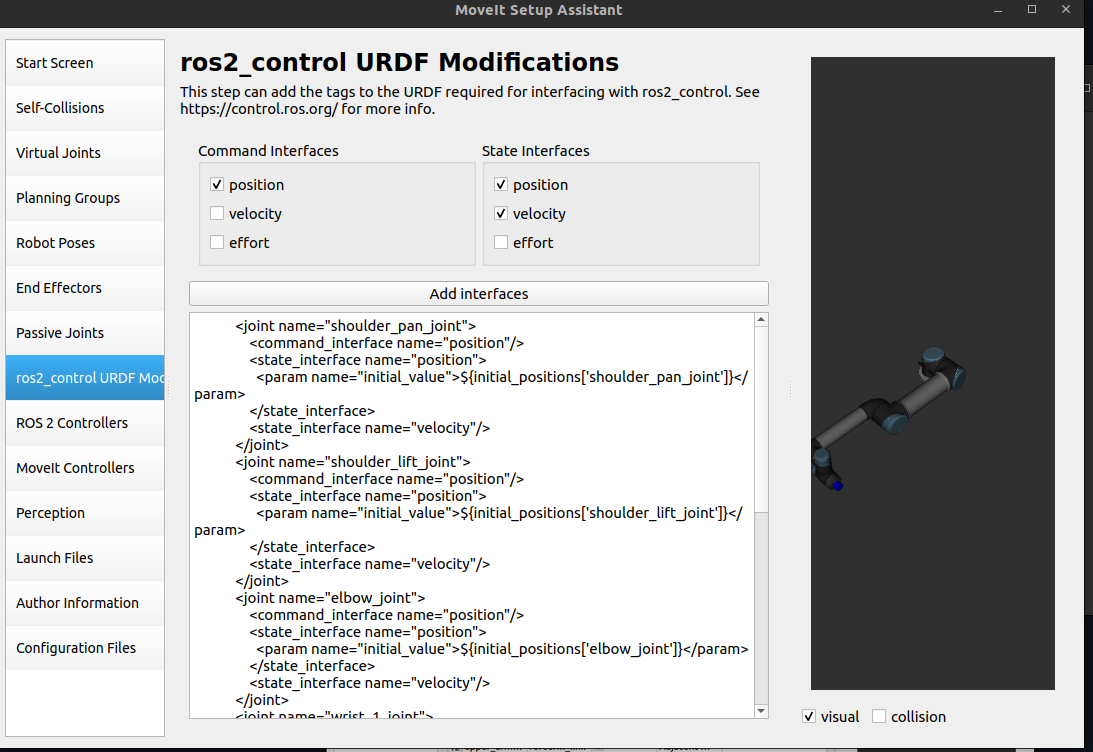 MoveIt Setup Assistant
Start Screen
Self-Collisions
Virtual Joints
Planning Groups
Robot Poses
End Effectors
Passive Joints
ros2_control URDF Mod
ROS 2 Controllers
MoveIt Controllers
Perception
Launch Files
Author Information
Configuration Files
ros2_control URDF Modifications
This step can add the tags to the URDF required for interfacing with ros2_control. See
https://control.ros.org/ for more info.
Command Interfaces
position
velocity
effort
State Interfaces
position
velocity
effort
Add interfaces
<joint name="shoulder_pan_joint">
<command_interface name="position"/>
<state_interface name="position">
<param name="initial_value">${initial_positions['shoulder_pan_joint']}</
param>
</state_interface>
<state_interface name="velocity"/>
</joint>
<joint name="shoulder_lift_joint">
<command_interface name="position"/>
<state_interface name="position">
<param name="initial_value">${initial_positions['shoulder_lift_joint']}</
param>
</state_interface>
<state_interface name="velocity"/>
</joint>
<joint name="elbow_joint">
<command_interface name="position"/>
<state_interface name="position">
<param name="initial_value">${initial_positions['elbow_joint']}</param>
</state_interface>
<state_interface name="velocity"/>
</joint>
<joint name="wrist_1_joint">
visual
collision